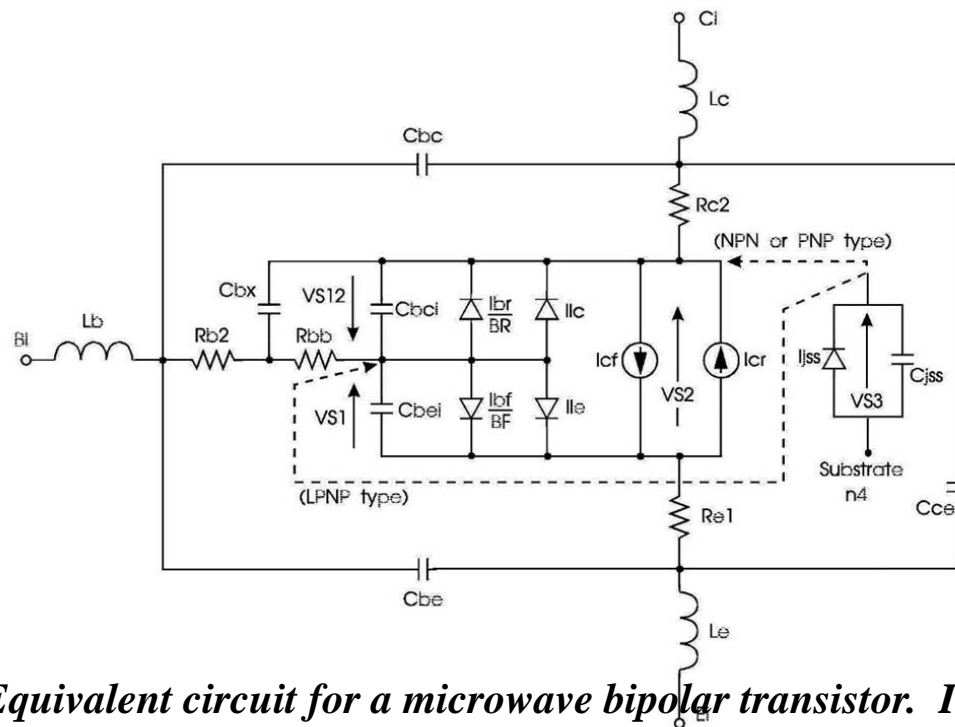 Ci
Lc
Cbc
Rc2
(NPN or PNP type)
Cbx
VS12
Cbci
Ibr
BR
Ilc
Lb
Bi
Rb2
Rbb
Icf
VS2
Icr
Ijss
VS3
Cjss
VS1
Cbei
Ibf
BF
Ile
Substrate
n4
(LPNP type)
Re1
Cce
Cbe
Le
Equivalent circuit for a microwave bipolar transistor. I
Ei